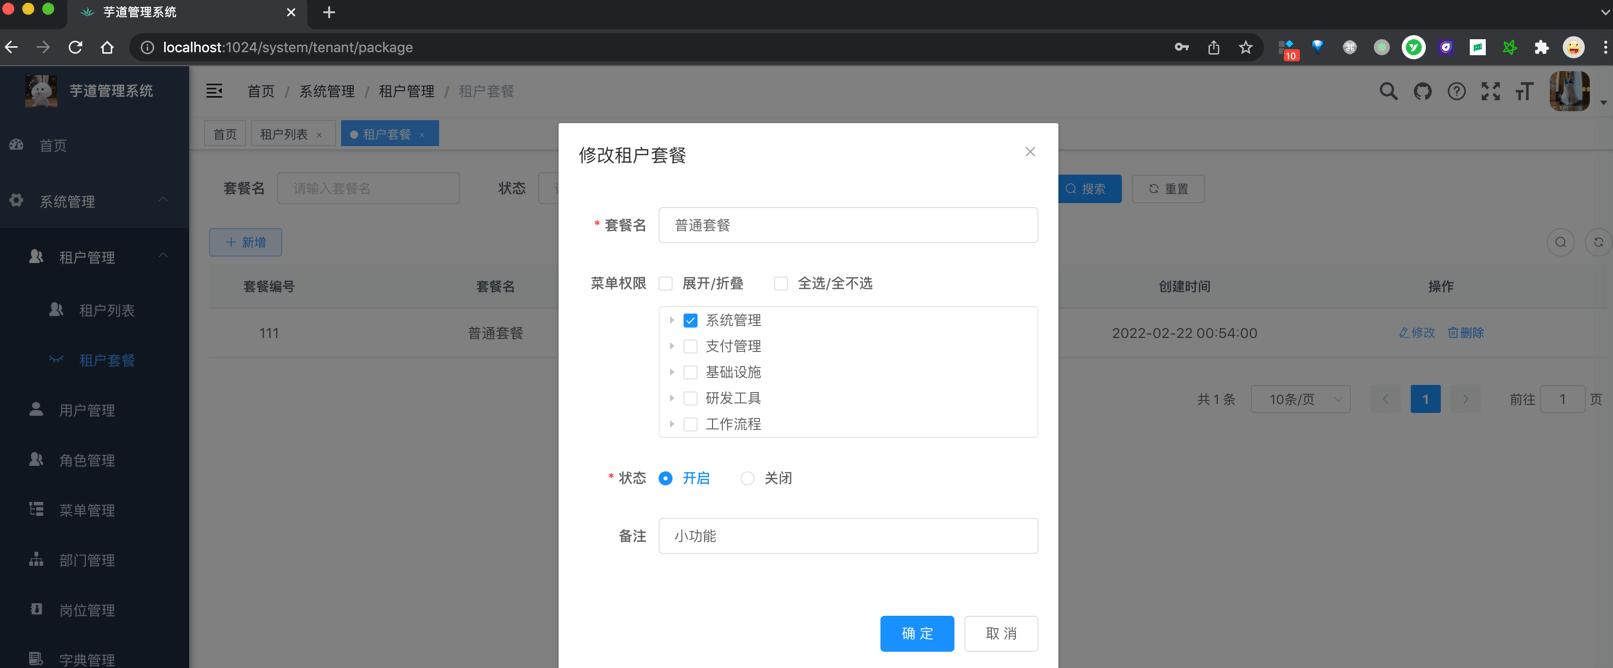 芋道管理系统
localhost:1024/system/tenant/package
10
芋道管理系统
首页 / 系统管理 / 租户管理 / 租户套餐
首页
租户列表 ×
租户套餐 ×
首页
系统管理
租户管理
租户列表
租户套餐
用户管理
角色管理
菜单管理
部门管理
岗位管理
字典管理
套餐名 请输入套餐名 状态
搜索 重置
+ 新增
套餐编号 套餐名 创建时间 操作
111 普通套餐 2022-02-22 00:54:00 修改 删除
共 1 条 10条/页 1 前往 1 页
修改租户套餐
* 套餐名 普通套餐
菜单权限 展开/折叠 全选/全不选
系统管理
支付管理
基础设施
研发工具
工作流程
* 状态 开启 关闭
备注 小功能
确 定 取 消